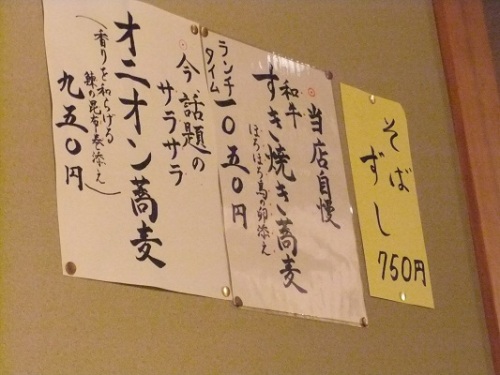 そば
ずし
750円
当店自慢
和牛
すき焼き蕎麦
ほろほろ鳥の卵添え
ランチ
タイム
一〇五〇円
今話題の
サラサラ
オニオン蕎麦
香りを和らげる
酢の昆布巻添え
九五〇円